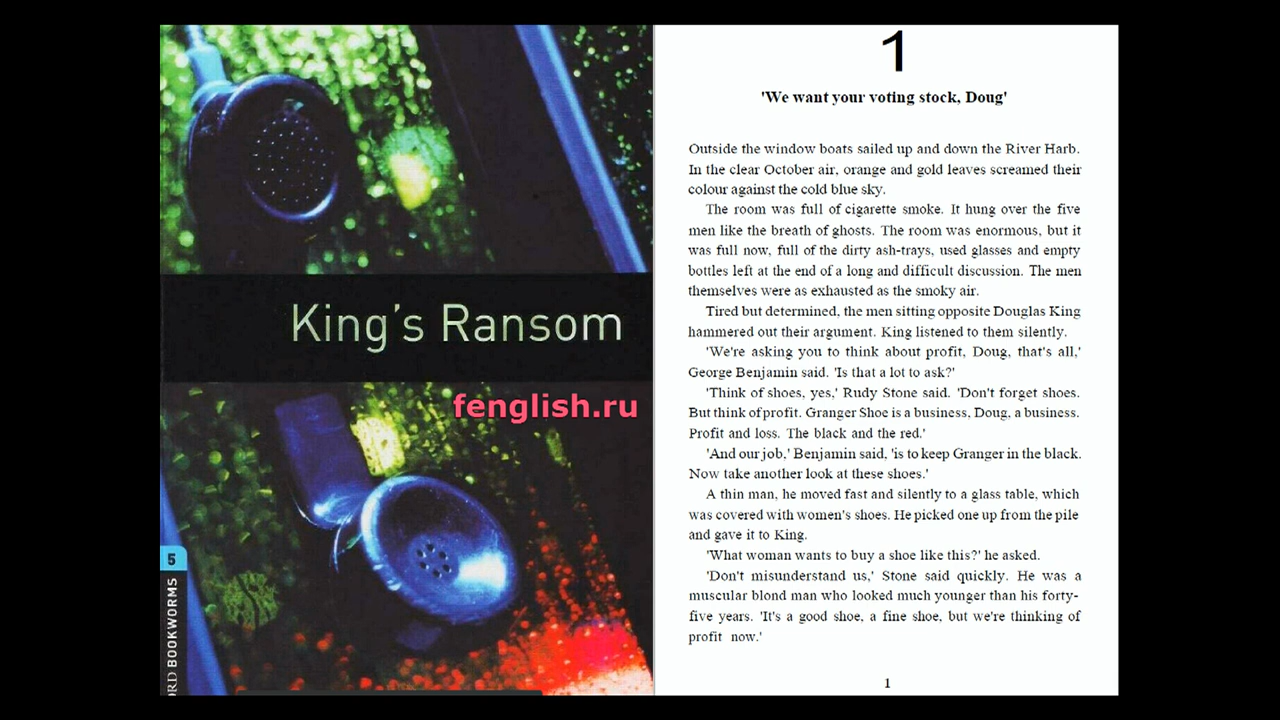 King's Ransom
fenglish.ru
5
RD BOOKWORMS
1
'We want your voting stock, Doug'
Outside the window boats sailed up and down the River Harb.
In the clear October air, orange and gold leaves screamed their
colour against the cold blue sky.
The room was full of cigarette smoke. It hung over the five
men like the breath of ghosts. The room was enormous, but it
was full now, full of the dirty ash-trays, used glasses and empty
bottles left at the end of a long and difficult discussion. The men
themselves were as exhausted as the smoky air.
Tired but determined, the men sitting opposite Douglas King
hammered out their argument. King listened to them silently.
'We're asking you to think about profit, Doug, that's all,'
George Benjamin said. 'Is that a lot to ask?'
'Think of shoes, yes,' Rudy Stone said. 'Don't forget shoes.
But think of profit. Granger Shoe is a business, Doug, a business.
Profit and loss. The black and the red.'
'And our job,' Benjamin said, 'is to keep Granger in the black.
Now take another look at these shoes.'
A thin man, he moved fast and silently to a glass table, which
was covered with women's shoes. He picked one up from the pile
and gave it to King.
'What woman wants to buy a shoe like this?' he asked.
'Don't misunderstand us,' Stone said quickly. He was a
muscular blond man who looked much younger than his forty-
five years. 'It's a good shoe, a fine shoe, but we're thinking of
profit now.'
1